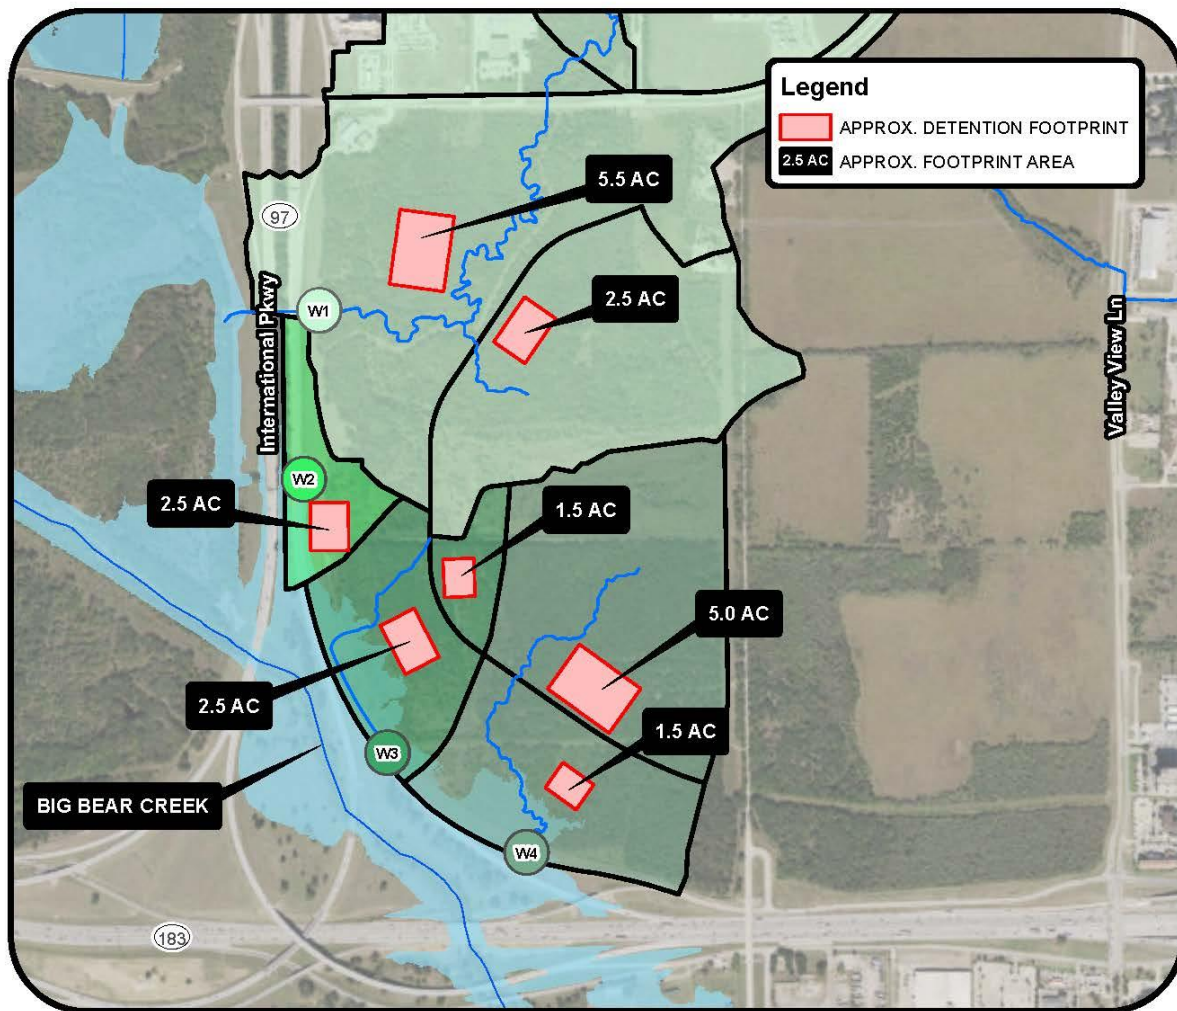 Legend
APPROX. DETENTION FOOTPRINT
2.5 AC APPROX. FOOTPRINT AREA
5.5 AC
97
2.5 AC
W1
International Pkwy
Valley View Ln
W2
2.5 AC
1.5 AC
5.0 AC
2.5 AC
1.5 AC
W3
BIG BEAR CREEK
W4
183